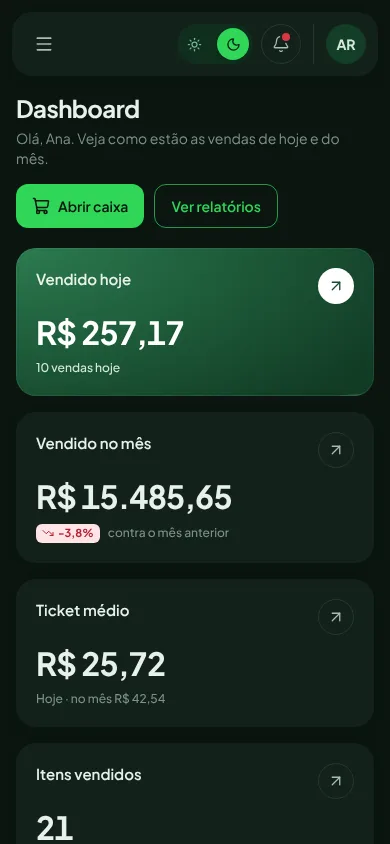 AR
Dashboard
Olá, Ana. Veja como estão as vendas de hoje e do
mês.
Abrir caixa
Ver relatórios
Vendido hoje
R$ 257,17
10 vendas hoje
Vendido no mês
R$ 15.485,65
-3,8% contra o mês anterior
Ticket médio
R$ 25,72
Hoje · no mês R$ 42,54
Itens vendidos
21